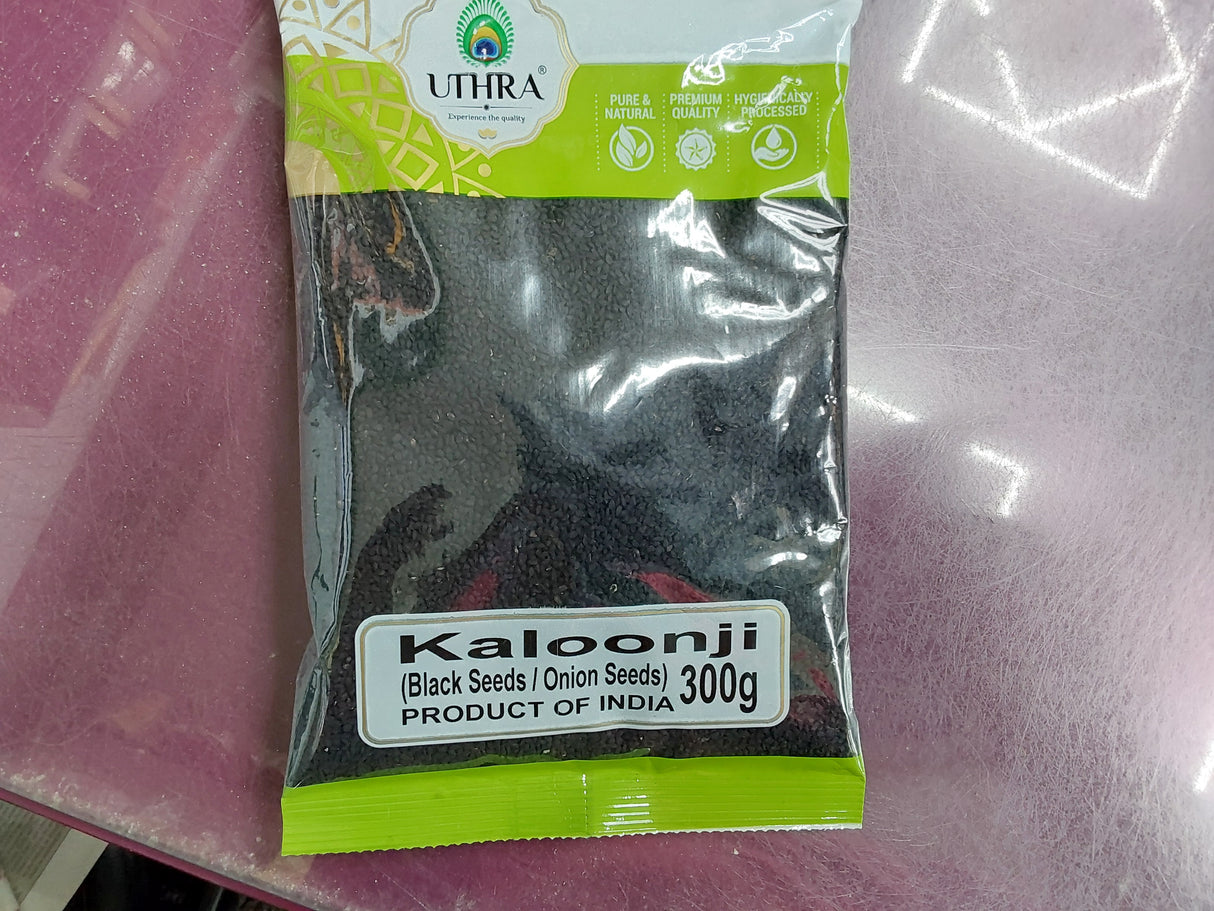 UTHRA®
Experience the quality
PURE &
NATURAL
PREMIUM
QUALITY
HYGIENICALLY
PROCESSED
Kaloonji
(Black Seeds / Onion Seeds) 300g
PRODUCT OF INDIA